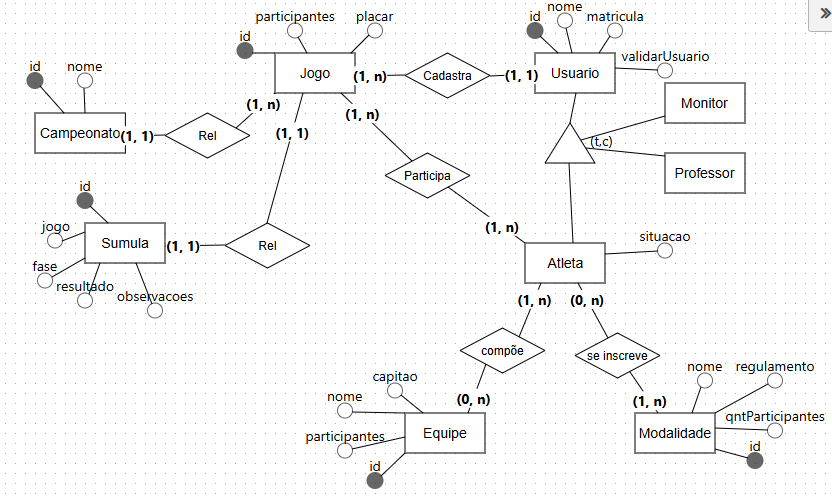 participantes
placar
id
nome
matricula
id
validarUsuario
Jogo
(1, n)
Cadastra
(1, 1)
Usuario
»
id
nome
(1, n)
Monitor
Campeonato
(1, 1)
Rel
(1, 1)
(1, n)
(t,c)
Professor
Participa
id
jogo
Sumula
(1, 1)
Rel
(1, n)
situacao
fase
resultado
observacoes
Atleta
(1, n)
(0, n)
compõe
se inscreve
capitao
nome
regulamento
nome
(0, n)
(1, n)
qntParticipantes
participantes
Equipe
Modalidade
id
id